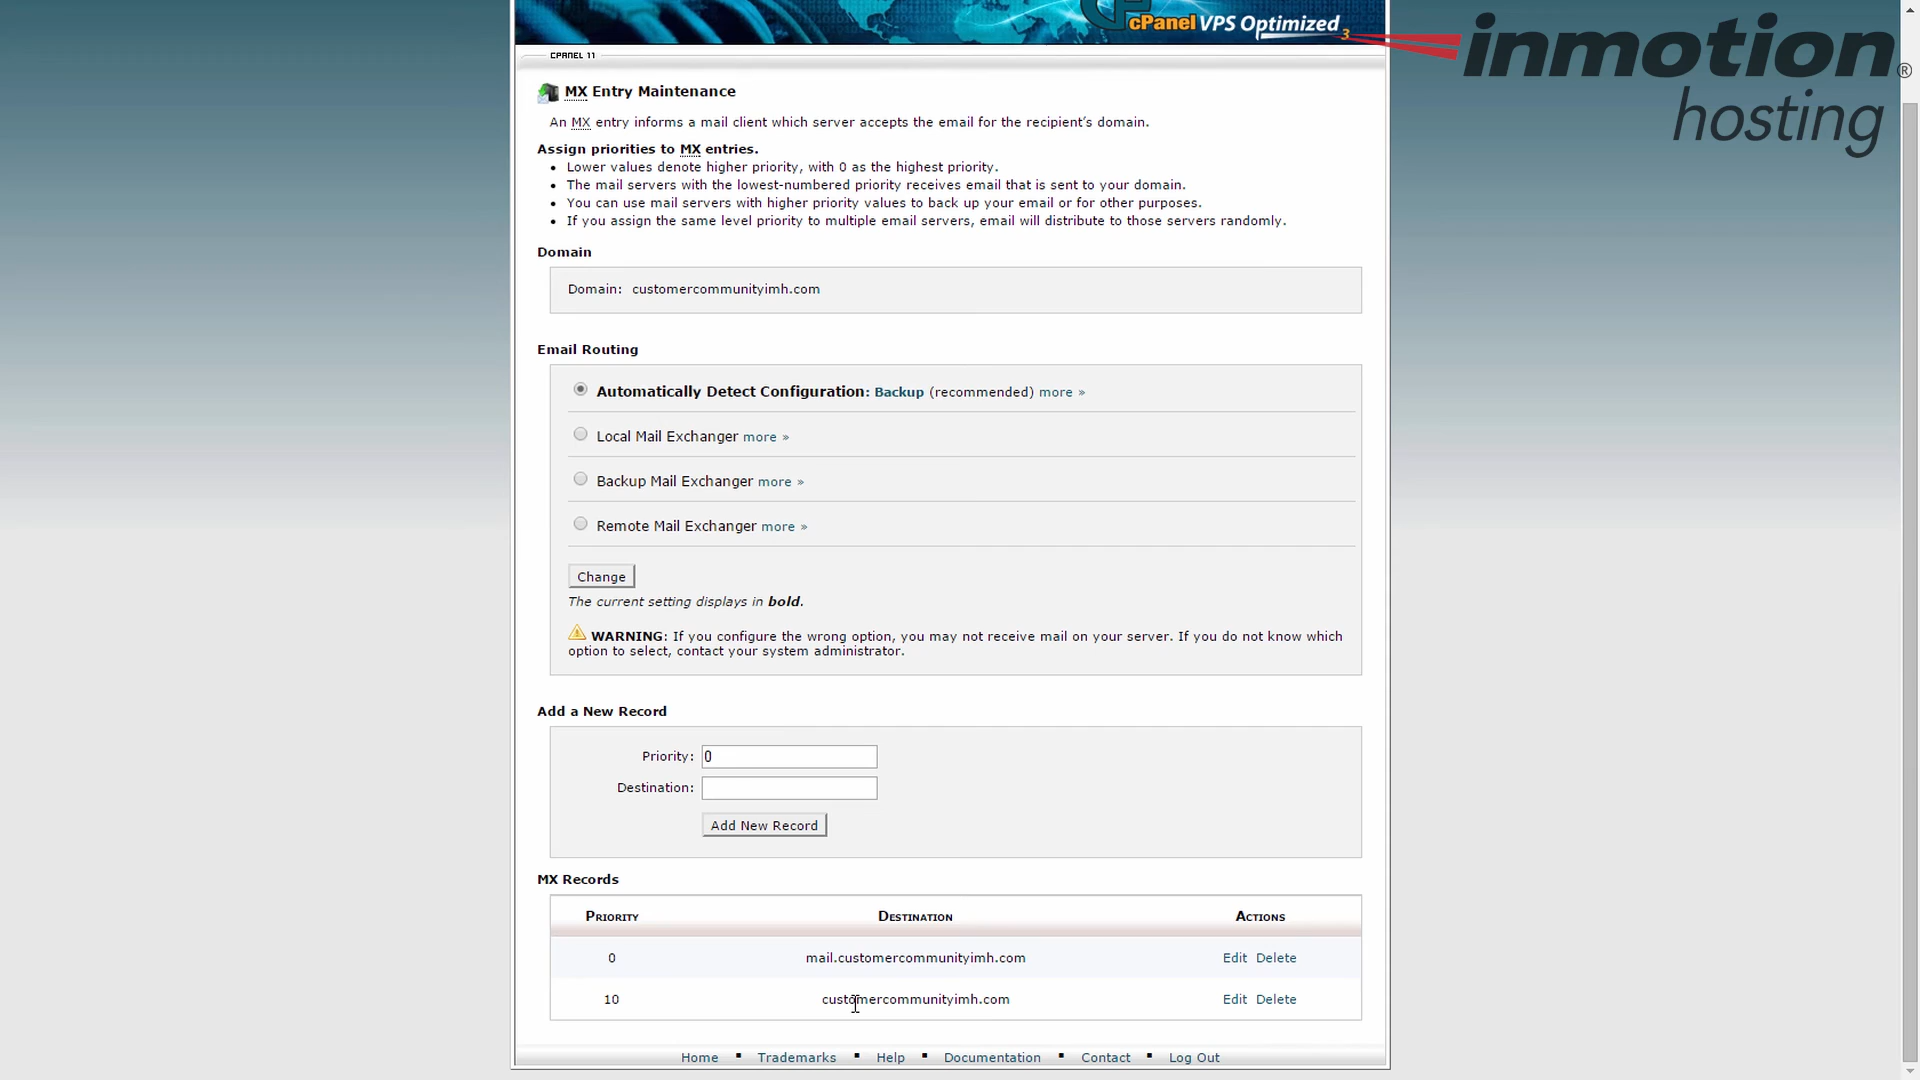 cPanel VPS Optimized 3
inmotion®
hosting
CPANEL 11
MX Entry Maintenance
An MX entry informs a mail client which server accepts the email for the recipient's domain.
Assign priorities to MX entries.
• Lower values denote higher priority, with 0 as the highest priority.
• The mail servers with the lowest-numbered priority receives email that is sent to your domain.
• You can use mail servers with higher priority values to back up your email or for other purposes.
• If you assign the same level priority to multiple email servers, email will distribute to those servers randomly.
Domain
Domain: customercommunityimh.com
Email Routing
Automatically Detect Configuration: Backup (recommended) more »
Local Mail Exchanger more »
Backup Mail Exchanger more »
Remote Mail Exchanger more »
Change
The current setting displays in bold.
WARNING: If you configure the wrong option, you may not receive mail on your server. If you do not know which
option to select, contact your system administrator.
Add a New Record
Priority: 0
Destination:
Add New Record
MX Records
PRIORITY DESTINATION ACTIONS
0 mail.customercommunityimh.com Edit Delete
10 customercommunityimh.com Edit Delete
Home ▪ Trademarks ▪ Help ▪ Documentation ▪ Contact ▪ Log Out